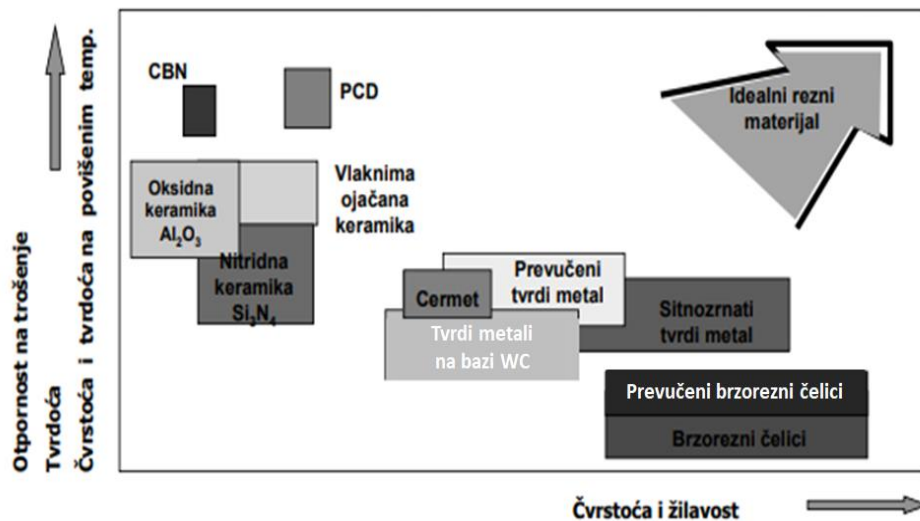 Otpornost na trošenje
Tvrdoća
Čvrstoća i tvrdoća na povišenim temp.
CBN
PCD
Idealni rezni
materijal
Oksidna
keramika
Al₂O₃
Vlaknima
ojačana
keramika
Nitridna
keramika
Si₃N₄
Cermet
Prevučeni
tvrdi metal
Sitnozrnati
tvrdi metal
Tvrdi metali
na bazi WC
Prevučeni brzorezni čelici
Brzorezni čelici
Čvrstoća i žilavost